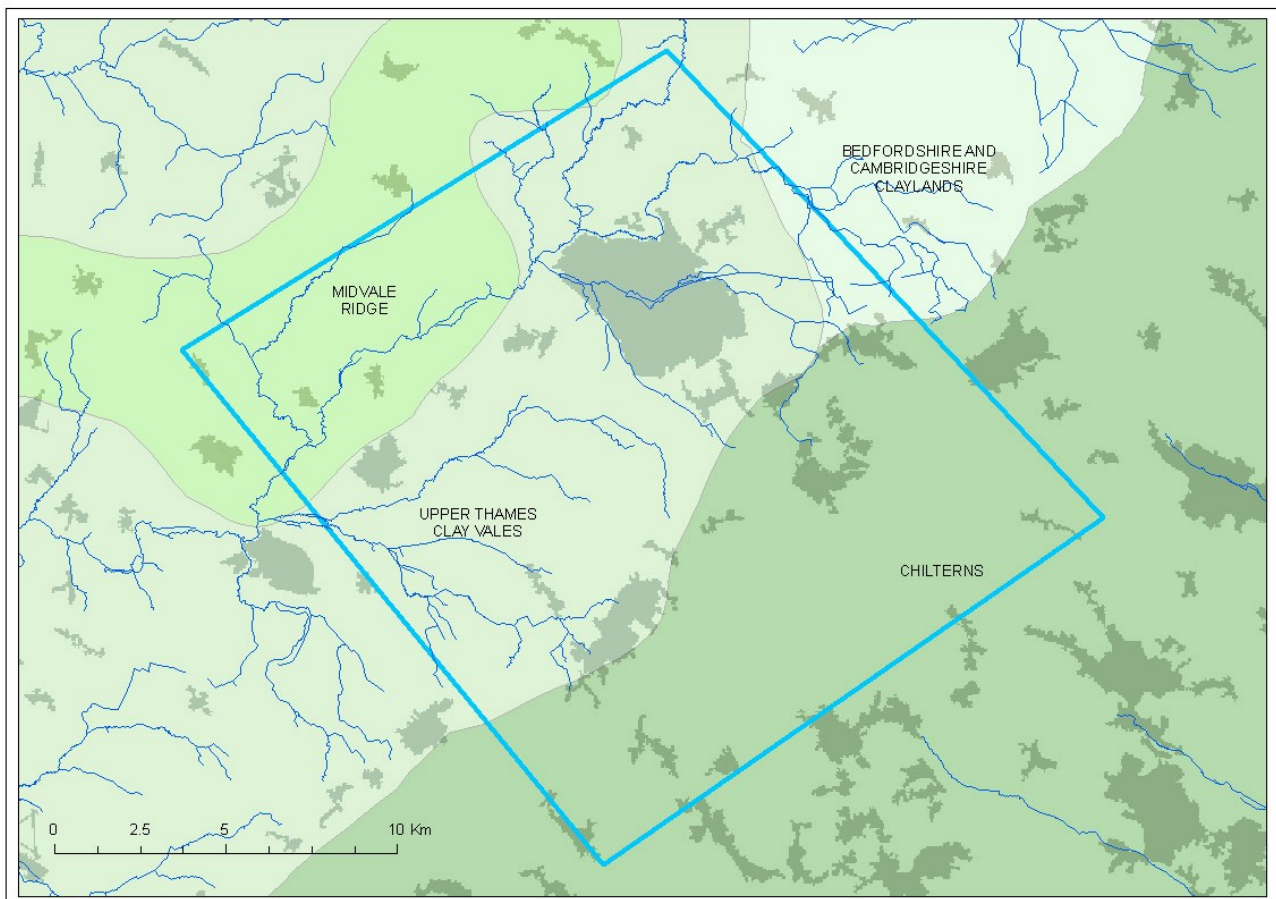 BEDFORDSHIRE AND
CAMBRIDGESHIRE
CLAYLANDS
MIDVALE
RIDGE
UPPER THAMES
CLAY VALES
CHILTERNS
0 2.5 5 10 Km